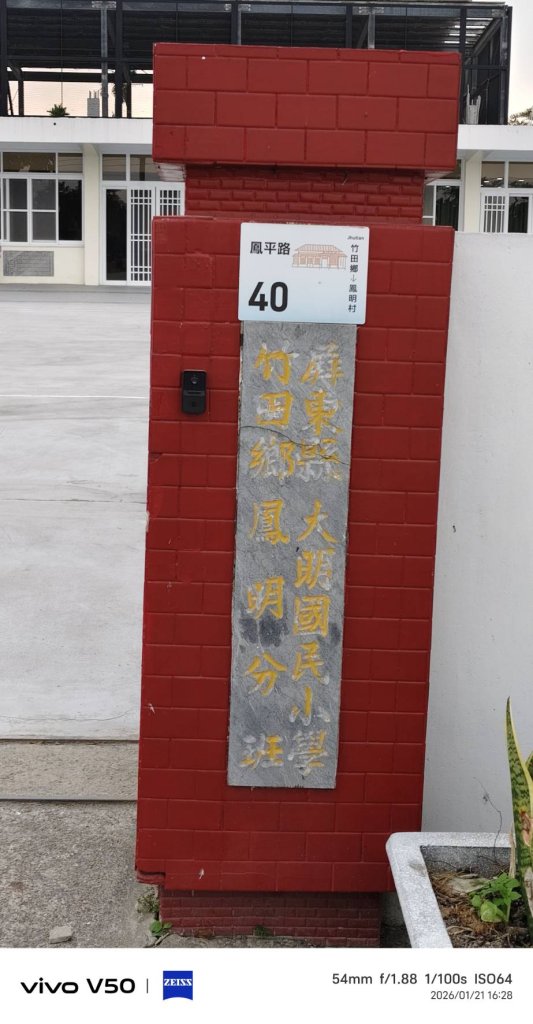 鳳平路
40
Jhutian
竹田鄉→鳳明村
屏東縣 大明國民小學
竹田鄉 鳳明分班
vivo V50 | ZEISS
54mm f/1.88 1/100s ISO64
2026/01/21 16:28